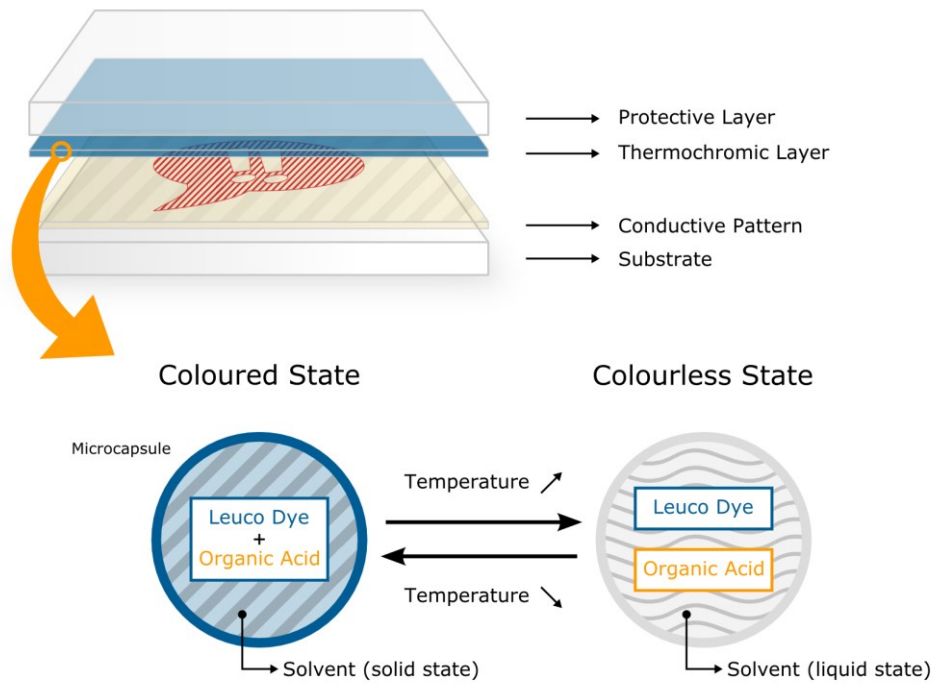 Protective Layer
Thermochromic Layer
Conductive Pattern
Substrate
Coloured State
Colourless State
Microcapsule
Temperature
Leuco Dye
+
Organic Acid
Leuco Dye
Organic Acid
Temperature
Solvent (solid state)
Solvent (liquid state)